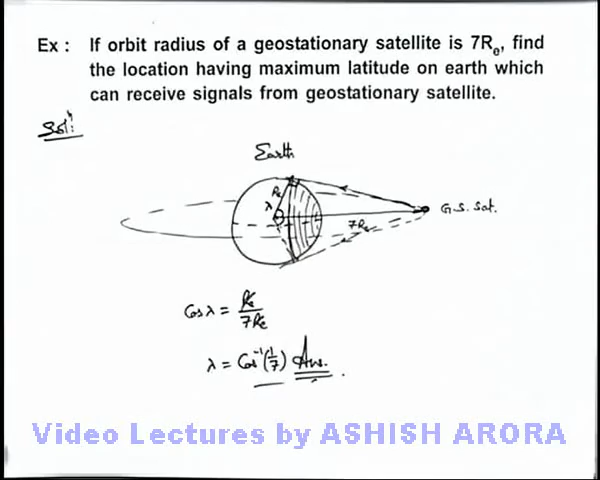 Ex : If orbit radius of a geostationary satellite is 7Re, find
the location having maximum latitude on earth which
can receive signals from geostationary satellite.
Solⁿ:
Earth
Re
λ
G.S. Sat.
7Re
Cosλ = Re/7Re
λ = Cos⁻¹(1/7) Ans.
Video Lectures by ASHISH ARORA